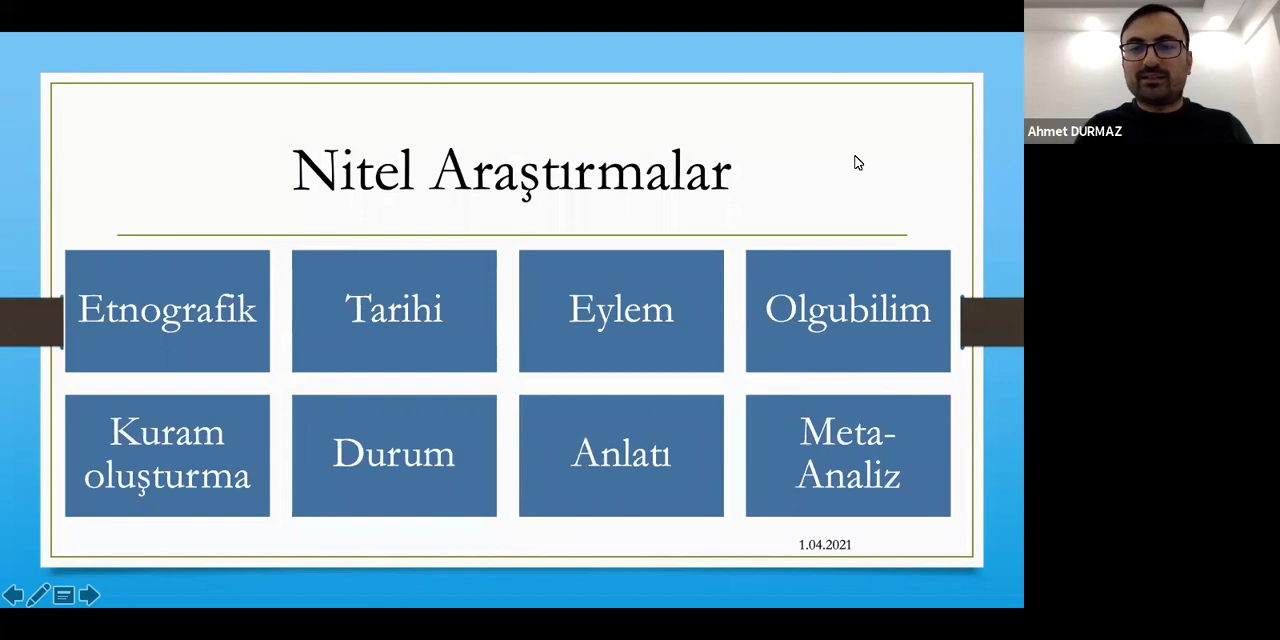 Ahmet DURMAZ
Nitel Araştırmalar
Etnografik
Tarihi
Eylem
Olgubilim
Kuram
oluşturma
Durum
Anlatı
Meta-
Analiz
1.04.2021